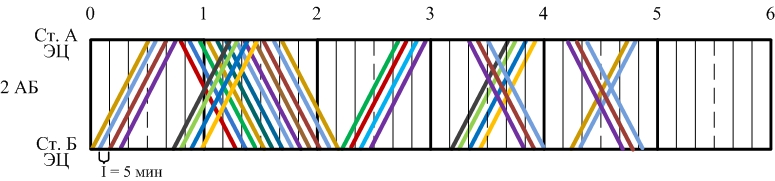 0 1 2 3 4 5 6
Ст. А
ЭЦ
2 АБ
Ст. Б
ЭЦ
I = 5 мин